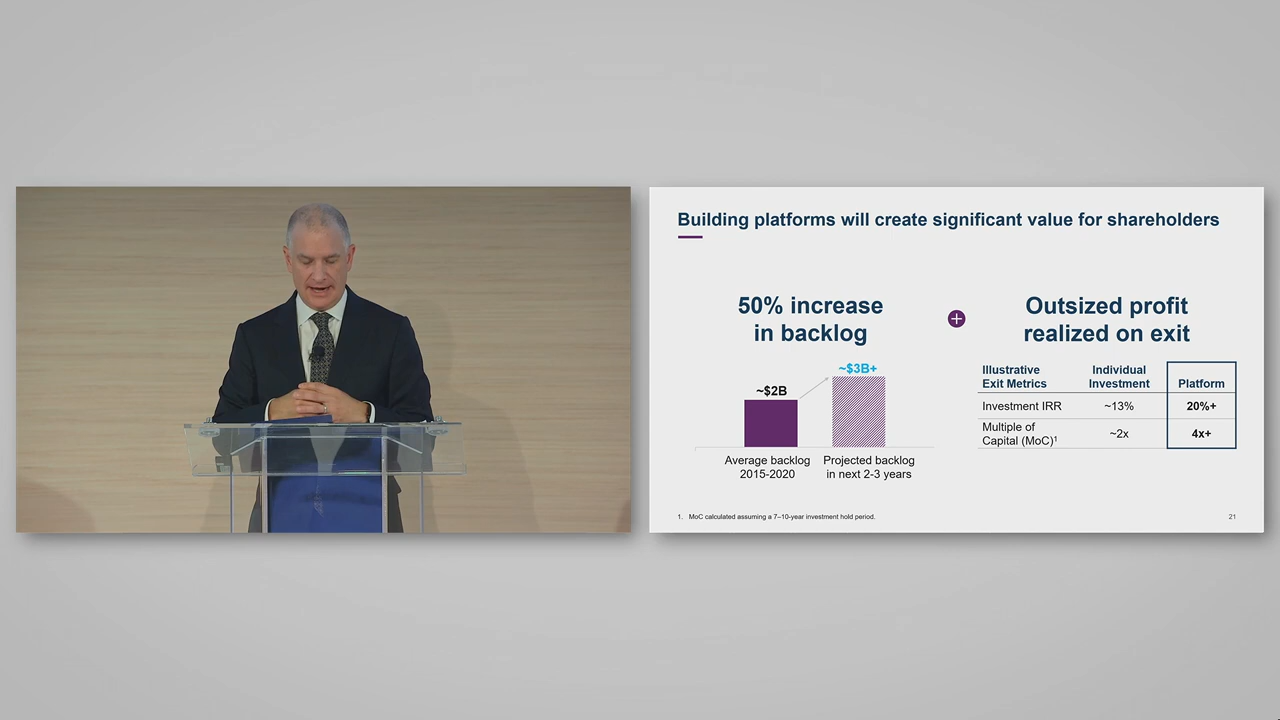 Building platforms will create significant value for shareholders
50% increase
in backlog
~$2B
~$3B+
Average backlog
2015-2020
Projected backlog
in next 2-3 years
+
Outsized profit
realized on exit
Illustrative
Exit Metrics
Individual
Investment
Platform
Investment IRR ~13% 20%+
Multiple of
Capital (MoC)¹ ~2x 4x+
1. MoC calculated assuming a 7–10-year investment hold period.
21